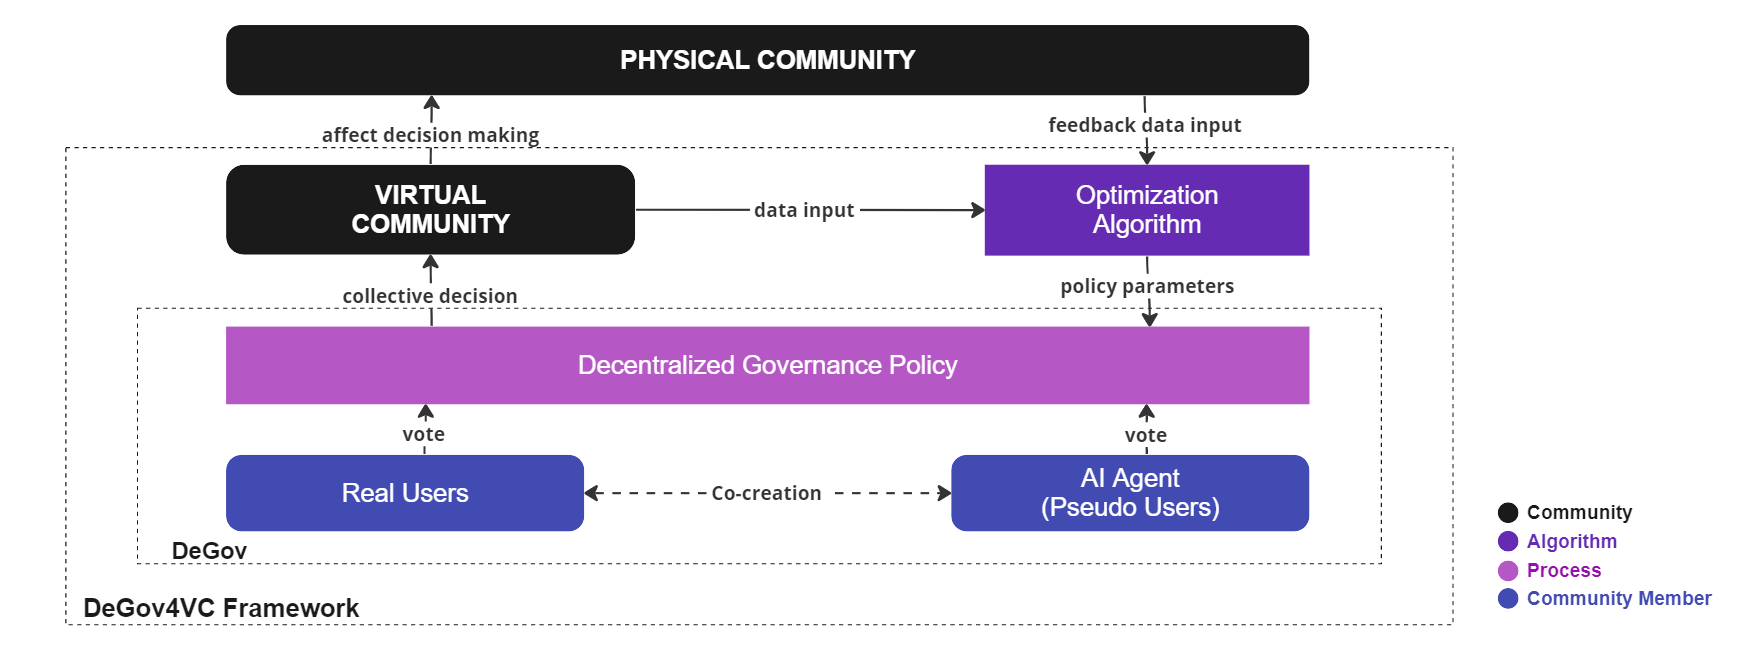 PHYSICAL COMMUNITY
affect decision making
feedback data input
VIRTUAL
COMMUNITY
data input
Optimization
Algorithm
collective decision
policy parameters
Decentralized Governance Policy
vote
vote
Real Users
Co-creation
AI Agent
(Pseudo Users)
DeGov
DeGov4VC Framework
Community
Algorithm
Process
Community Member